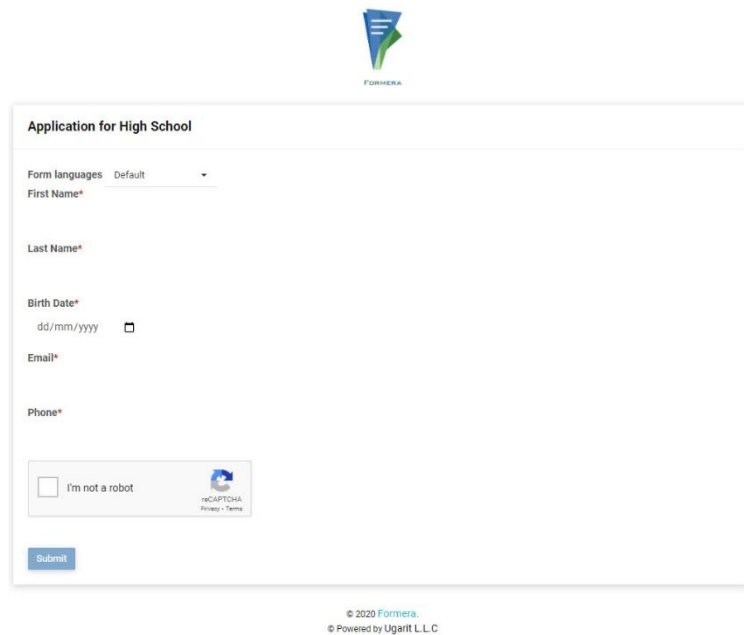 FORMERA
Application for High School
Form languages Default
First Name*
Last Name*
Birth Date*
dd/mm/yyyy
Email*
Phone*
I'm not a robot
reCAPTCHA
Privacy - Terms
Submit
© 2020 Formera.
© Powered by Ugarit L.L.C